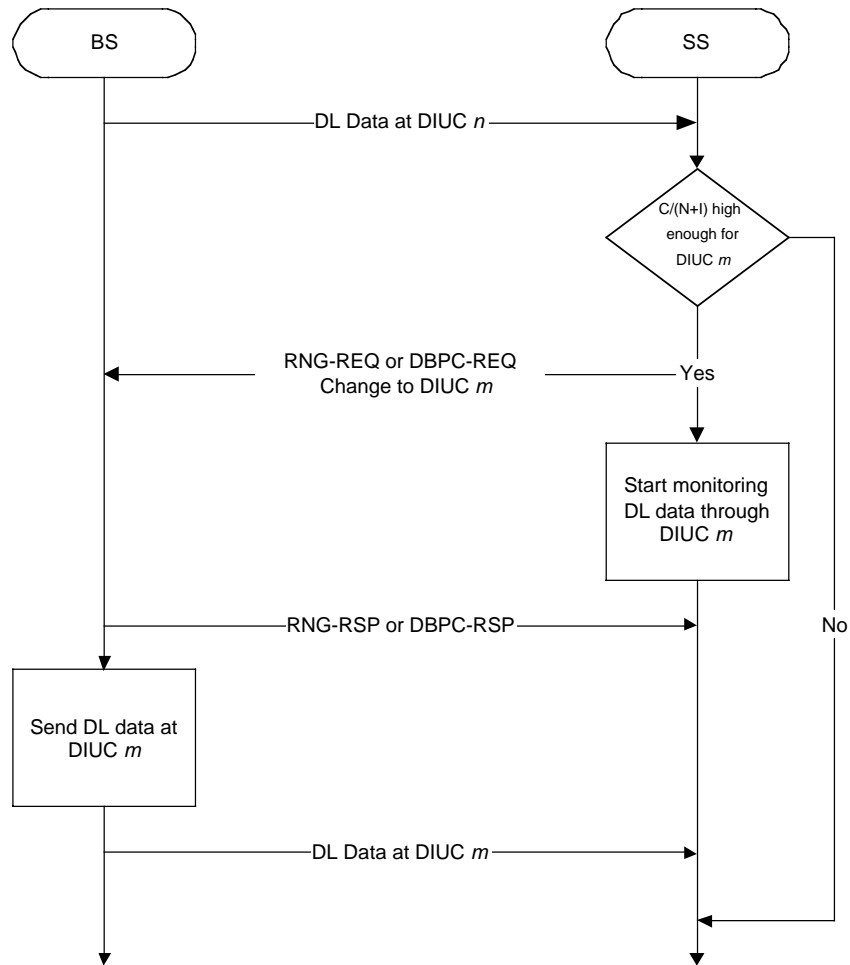 BS
SS
DL Data at DIUC n
C/(N+I) high
enough for
DIUC m
RNG-REQ or DBPC-REQ
Change to DIUC m
Yes
Start monitoring
DL data through
DIUC m
RNG-RSP or DBPC-RSP
No
Send DL data at
DIUC m
DL Data at DIUC m